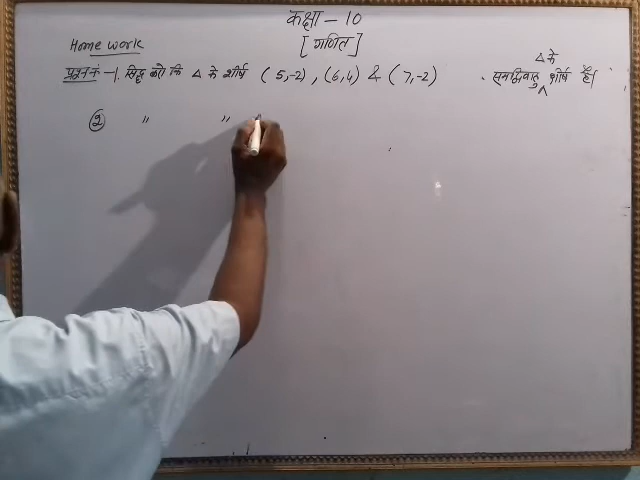 कक्षा - 10
[गणित]
Home work
प्रश्न नं -1. सिद्ध करो कि Δ के शीर्ष (5,-2), (6,4) & (7,-2) समद्विबाहु Δ के शीर्ष हैं।
② " "